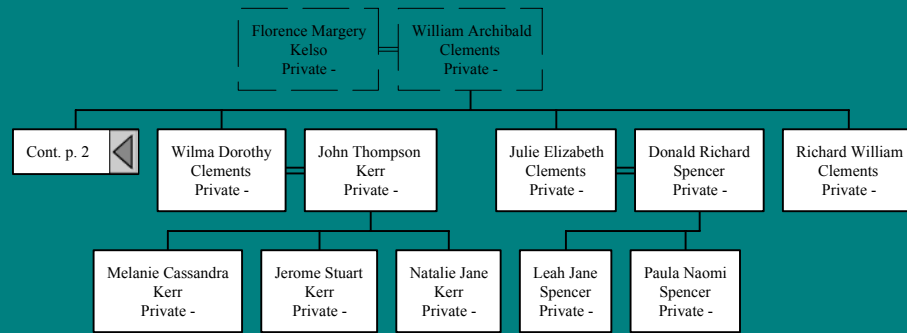 Florence Margery
Kelso
Private -
William Archibald
Clements
Private -
Cont. p. 2
Wilma Dorothy
Clements
Private -
John Thompson
Kerr
Private -
Julie Elizabeth
Clements
Private -
Donald Richard
Spencer
Private -
Richard William
Clements
Private -
Melanie Cassandra
Kerr
Private -
Jerome Stuart
Kerr
Private -
Natalie Jane
Kerr
Private -
Leah Jane
Spencer
Private -
Paula Naomi
Spencer
Private -